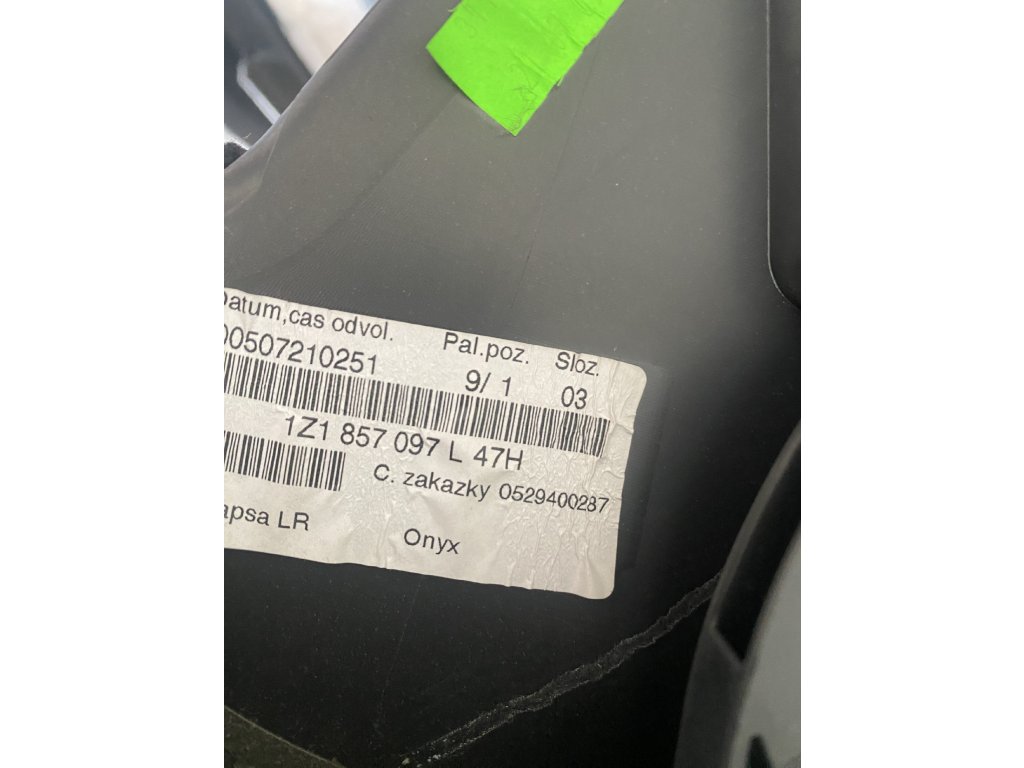 Datum,cas odvol. Pal.poz. Sloz.
00507210251 9/ 1 03
1Z1 857 097 L 47H
C. zakazky 0529400287
apsa LR Onyx